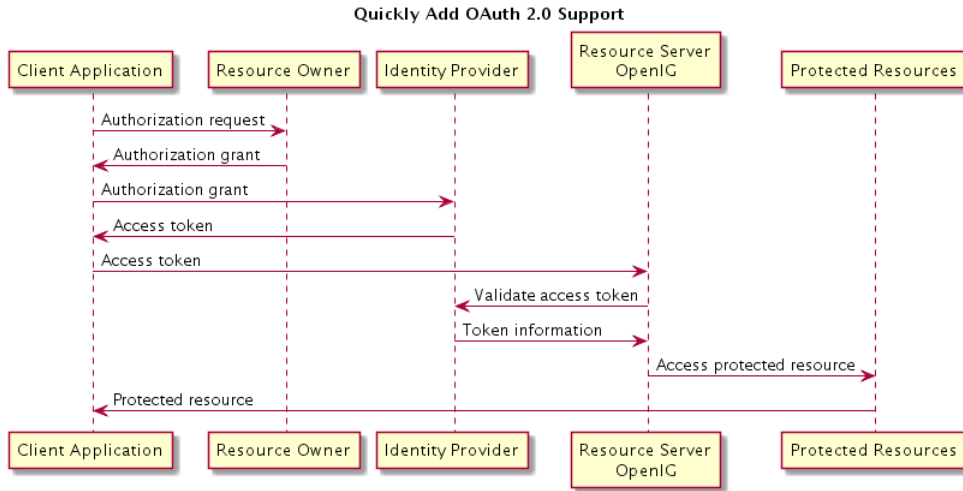 Quickly Add OAuth 2.0 Support
Client Application
Resource Owner
Identity Provider
Resource Server
OpenIG
Protected Resources
Authorization request
Authorization grant
Authorization grant
Access token
Access token
Validate access token
Token information
Access protected resource
Protected resource
Client Application
Resource Owner
Identity Provider
Resource Server
OpenIG
Protected Resources